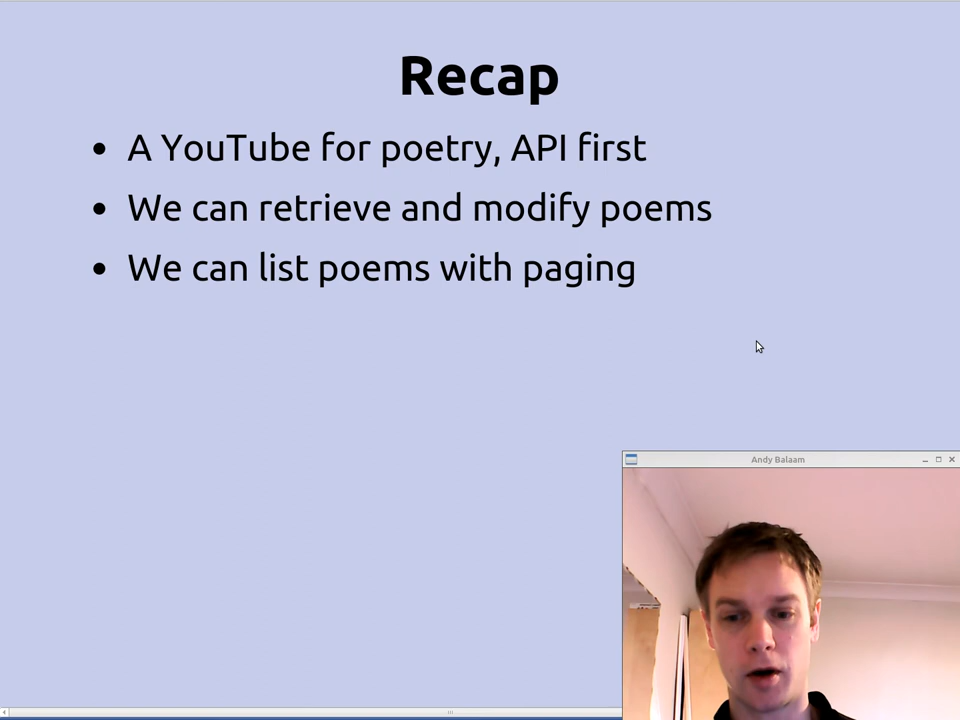 Recap
• A YouTube for poetry, API first
• We can retrieve and modify poems
• We can list poems with paging
Andy Balaam